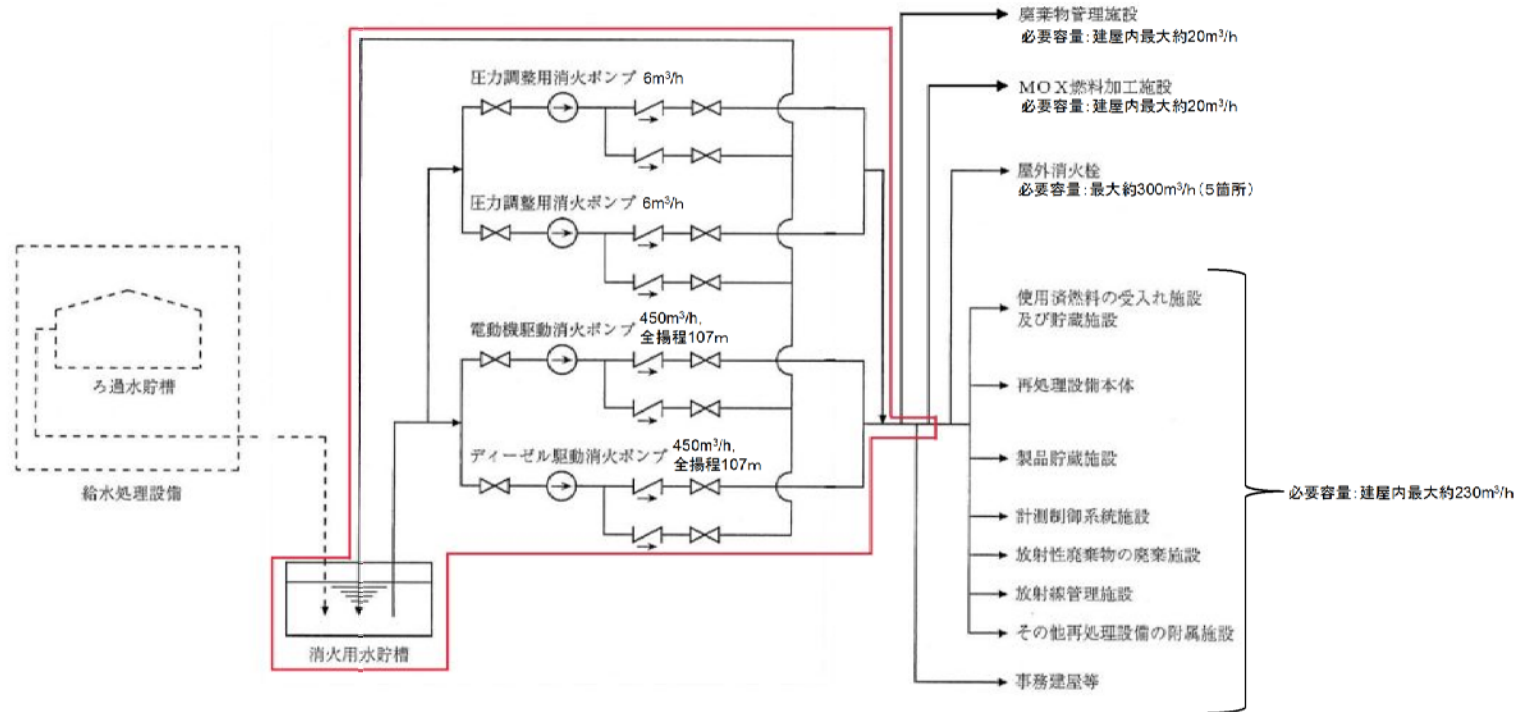 廃棄物管理施設
必要容量：建屋内最大約20m³/h
圧力調整用消火ポンプ 6m³/h
MOX燃料加工施設
必要容量：建屋内最大約20m³/h
屋外消火栓
必要容量：最大約300m³/h（5箇所）
圧力調整用消火ポンプ 6m³/h
使用済燃料の受入れ施設
及び貯蔵施設
電動機駆動消火ポンプ
450m³/h,
全揚程107m
ろ過水貯槽
再処理設備本体
ディーゼル駆動消火ポンプ
450m³/h,
全揚程107m
製品貯蔵施設
給水処理設備
必要容量：建屋内最大約230m³/h
計測制御系統施設
放射性廃棄物の廃棄施設
放射線管理施設
その他再処理設備の附属施設
消火用水貯槽
事務建屋等